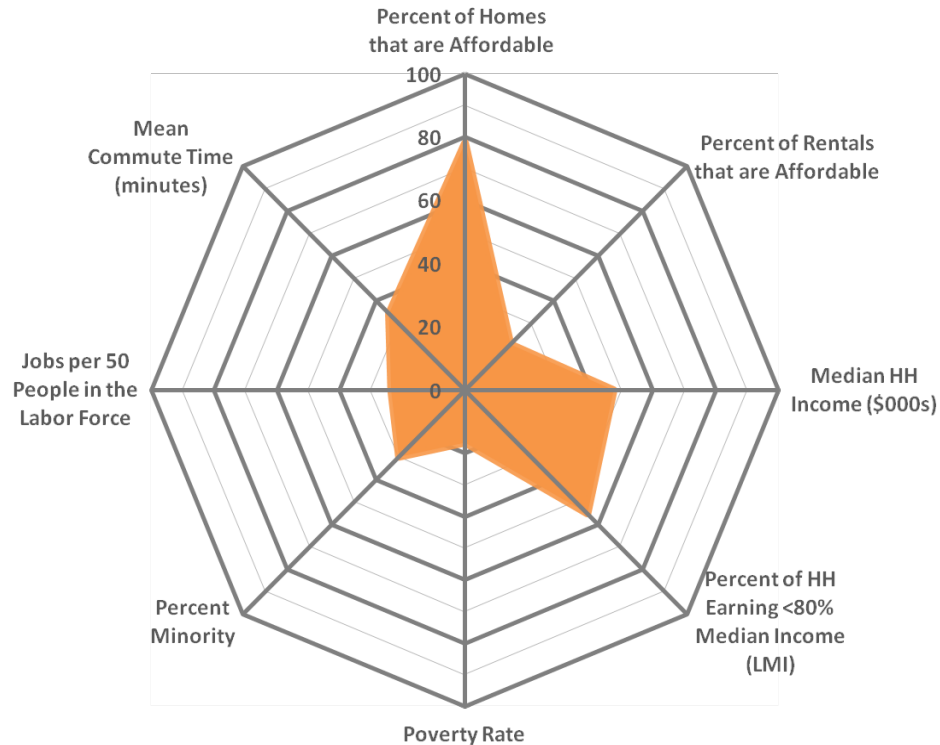 Percent of Homes
that are Affordable
100
80
60
40
20
0
Percent of Rentals
that are Affordable
Median HH
Income ($000s)
Percent of HH
Earning <80%
Median Income
(LMI)
Poverty Rate
Percent
Minority
Jobs per 50
People in the
Labor Force
Mean
Commute Time
(minutes)